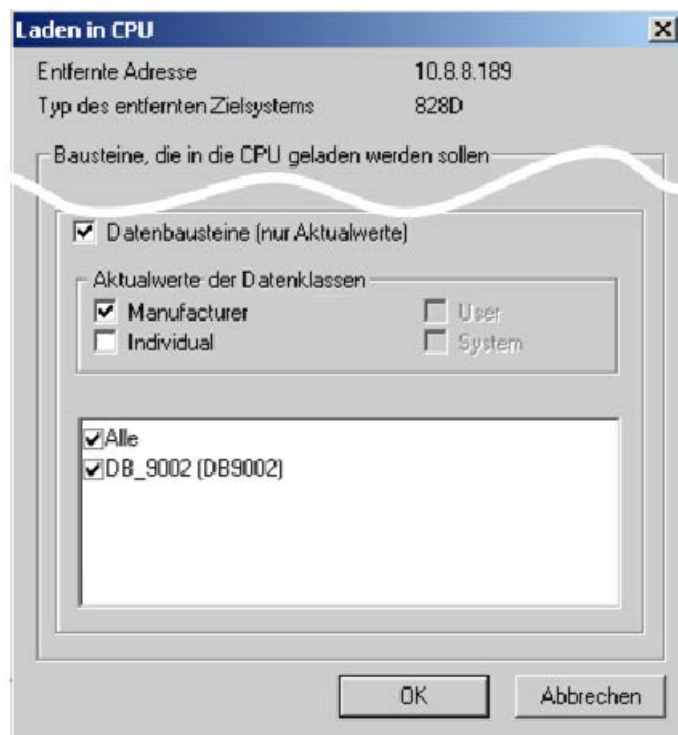 Laden in CPU
Entfernte Adresse 10.8.8.189
Typ des entfernten Zielsystems 828D
Bausteine, die in die CPU geladen werden sollen
Datenbausteine (nur Aktualwerte)
Aktualwerte der Datenklassen
Manufacturer User
Individual System
Alle
DB_9002 (DB9002)
OK Abbrechen